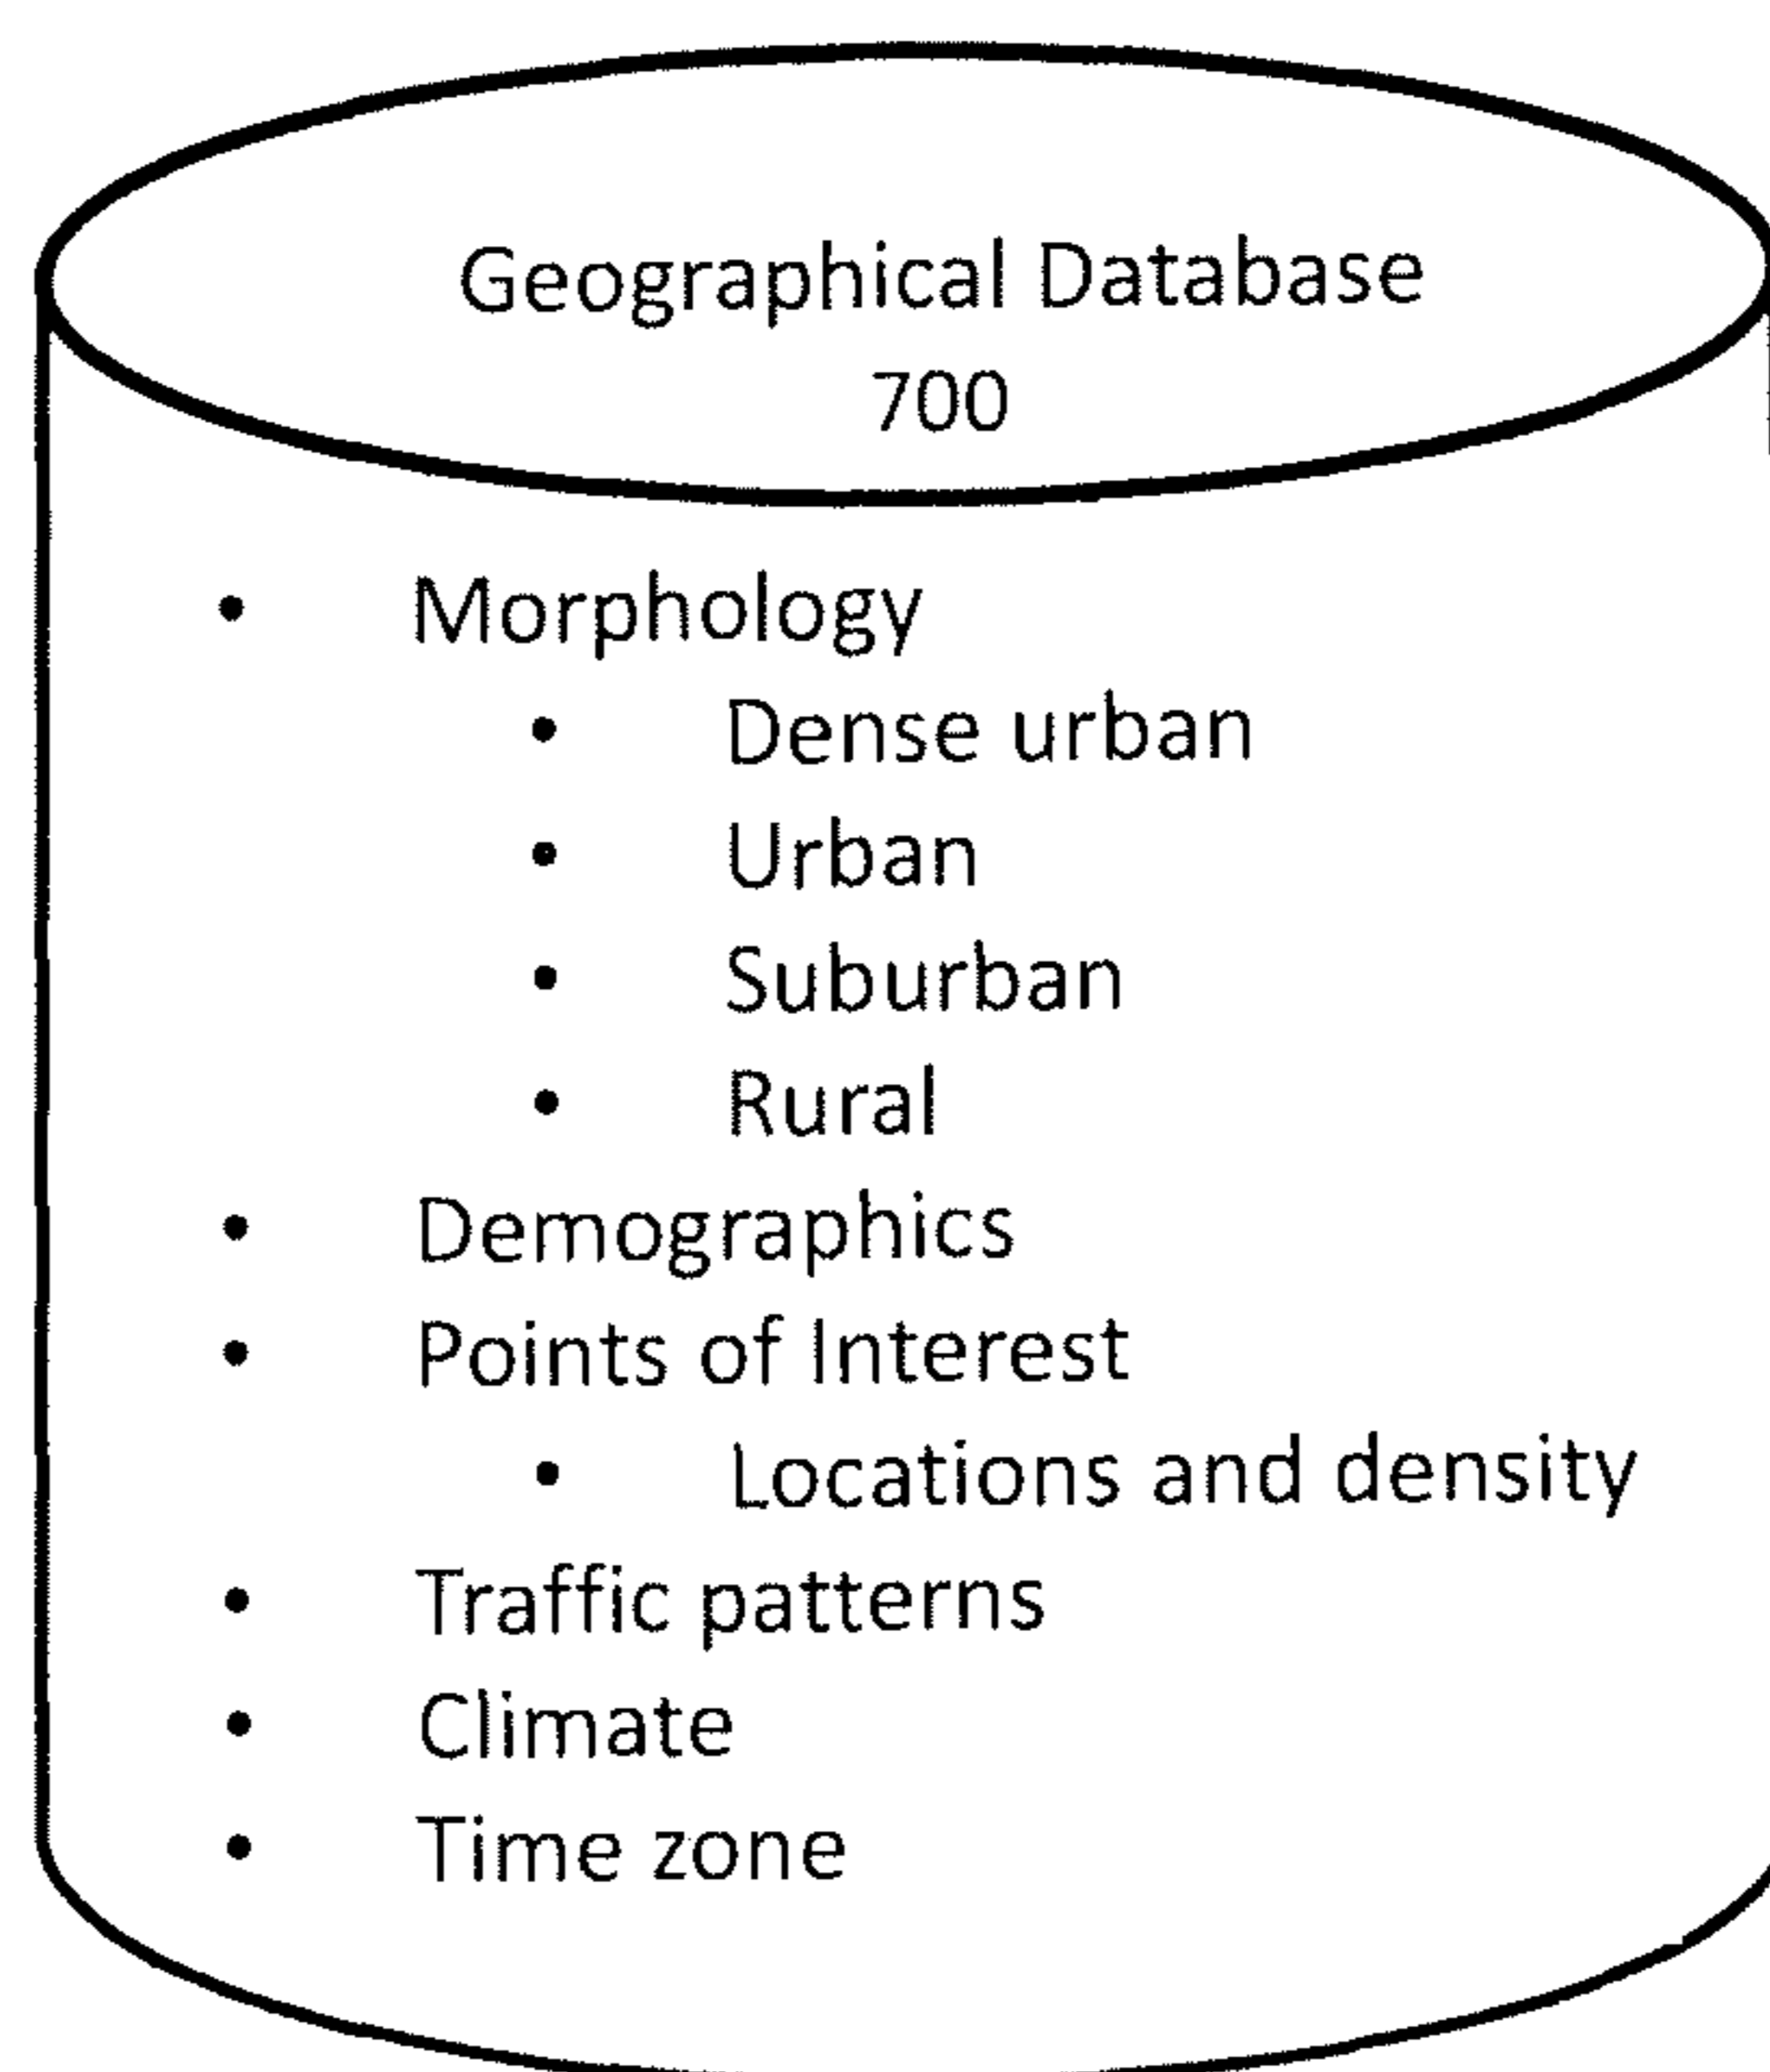 Geographical Database
700
• Morphology
• Dense urban
• Urban
• Suburban
• Rural
• Demographics
• Points of Interest
• Locations and density
• Traffic patterns
• Climate
• Time zone